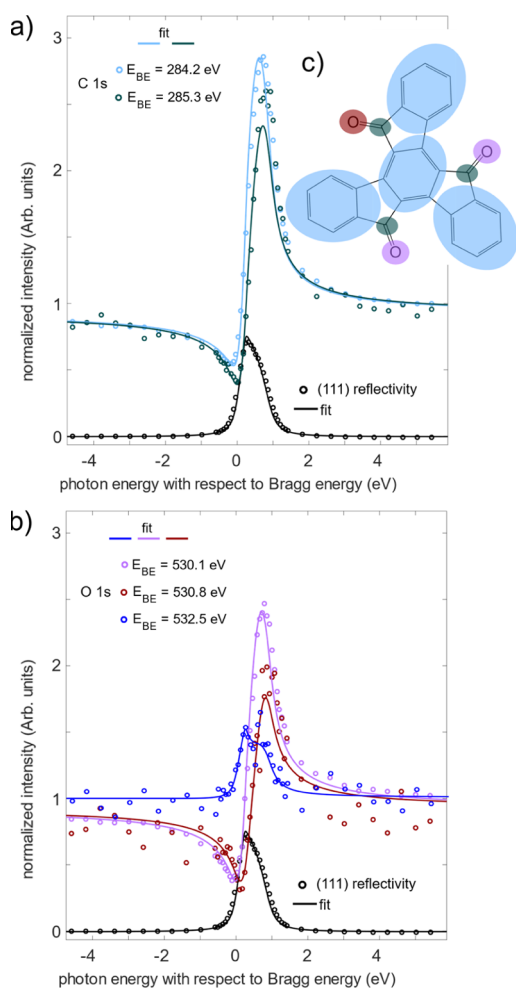 a)
3
2
1
0
normalized intensity (Arb. units)
fit
C 1s
E_BE = 284.2 eV
E_BE = 285.3 eV
c)
O
O
O
(111) reflectivity
fit
-4 -2 0 2 4
photon energy with respect to Bragg energy (eV)
b)
3
2
1
0
normalized intensity (Arb. units)
fit
O 1s
E_BE = 530.1 eV
E_BE = 530.8 eV
E_BE = 532.5 eV
(111) reflectivity
fit
-4 -2 0 2 4
photon energy with respect to Bragg energy (eV)